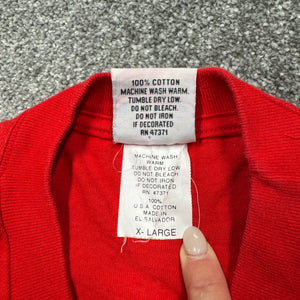 100% COTTON
MACHINE WASH WARM.
TUMBLE DRY LOW.
DO NOT BLEACH.
DO NOT IRON
IF DECORATED
RN 47371
MACHINE WASH
WARM
TUMBLE DRY LOW
DO NOT BLEACH
DO NOT IRON
IF DECORATED
RN. 47371
100%
U.S.A. COTTON
MADE IN
EL SALVADOR
X- LARGE